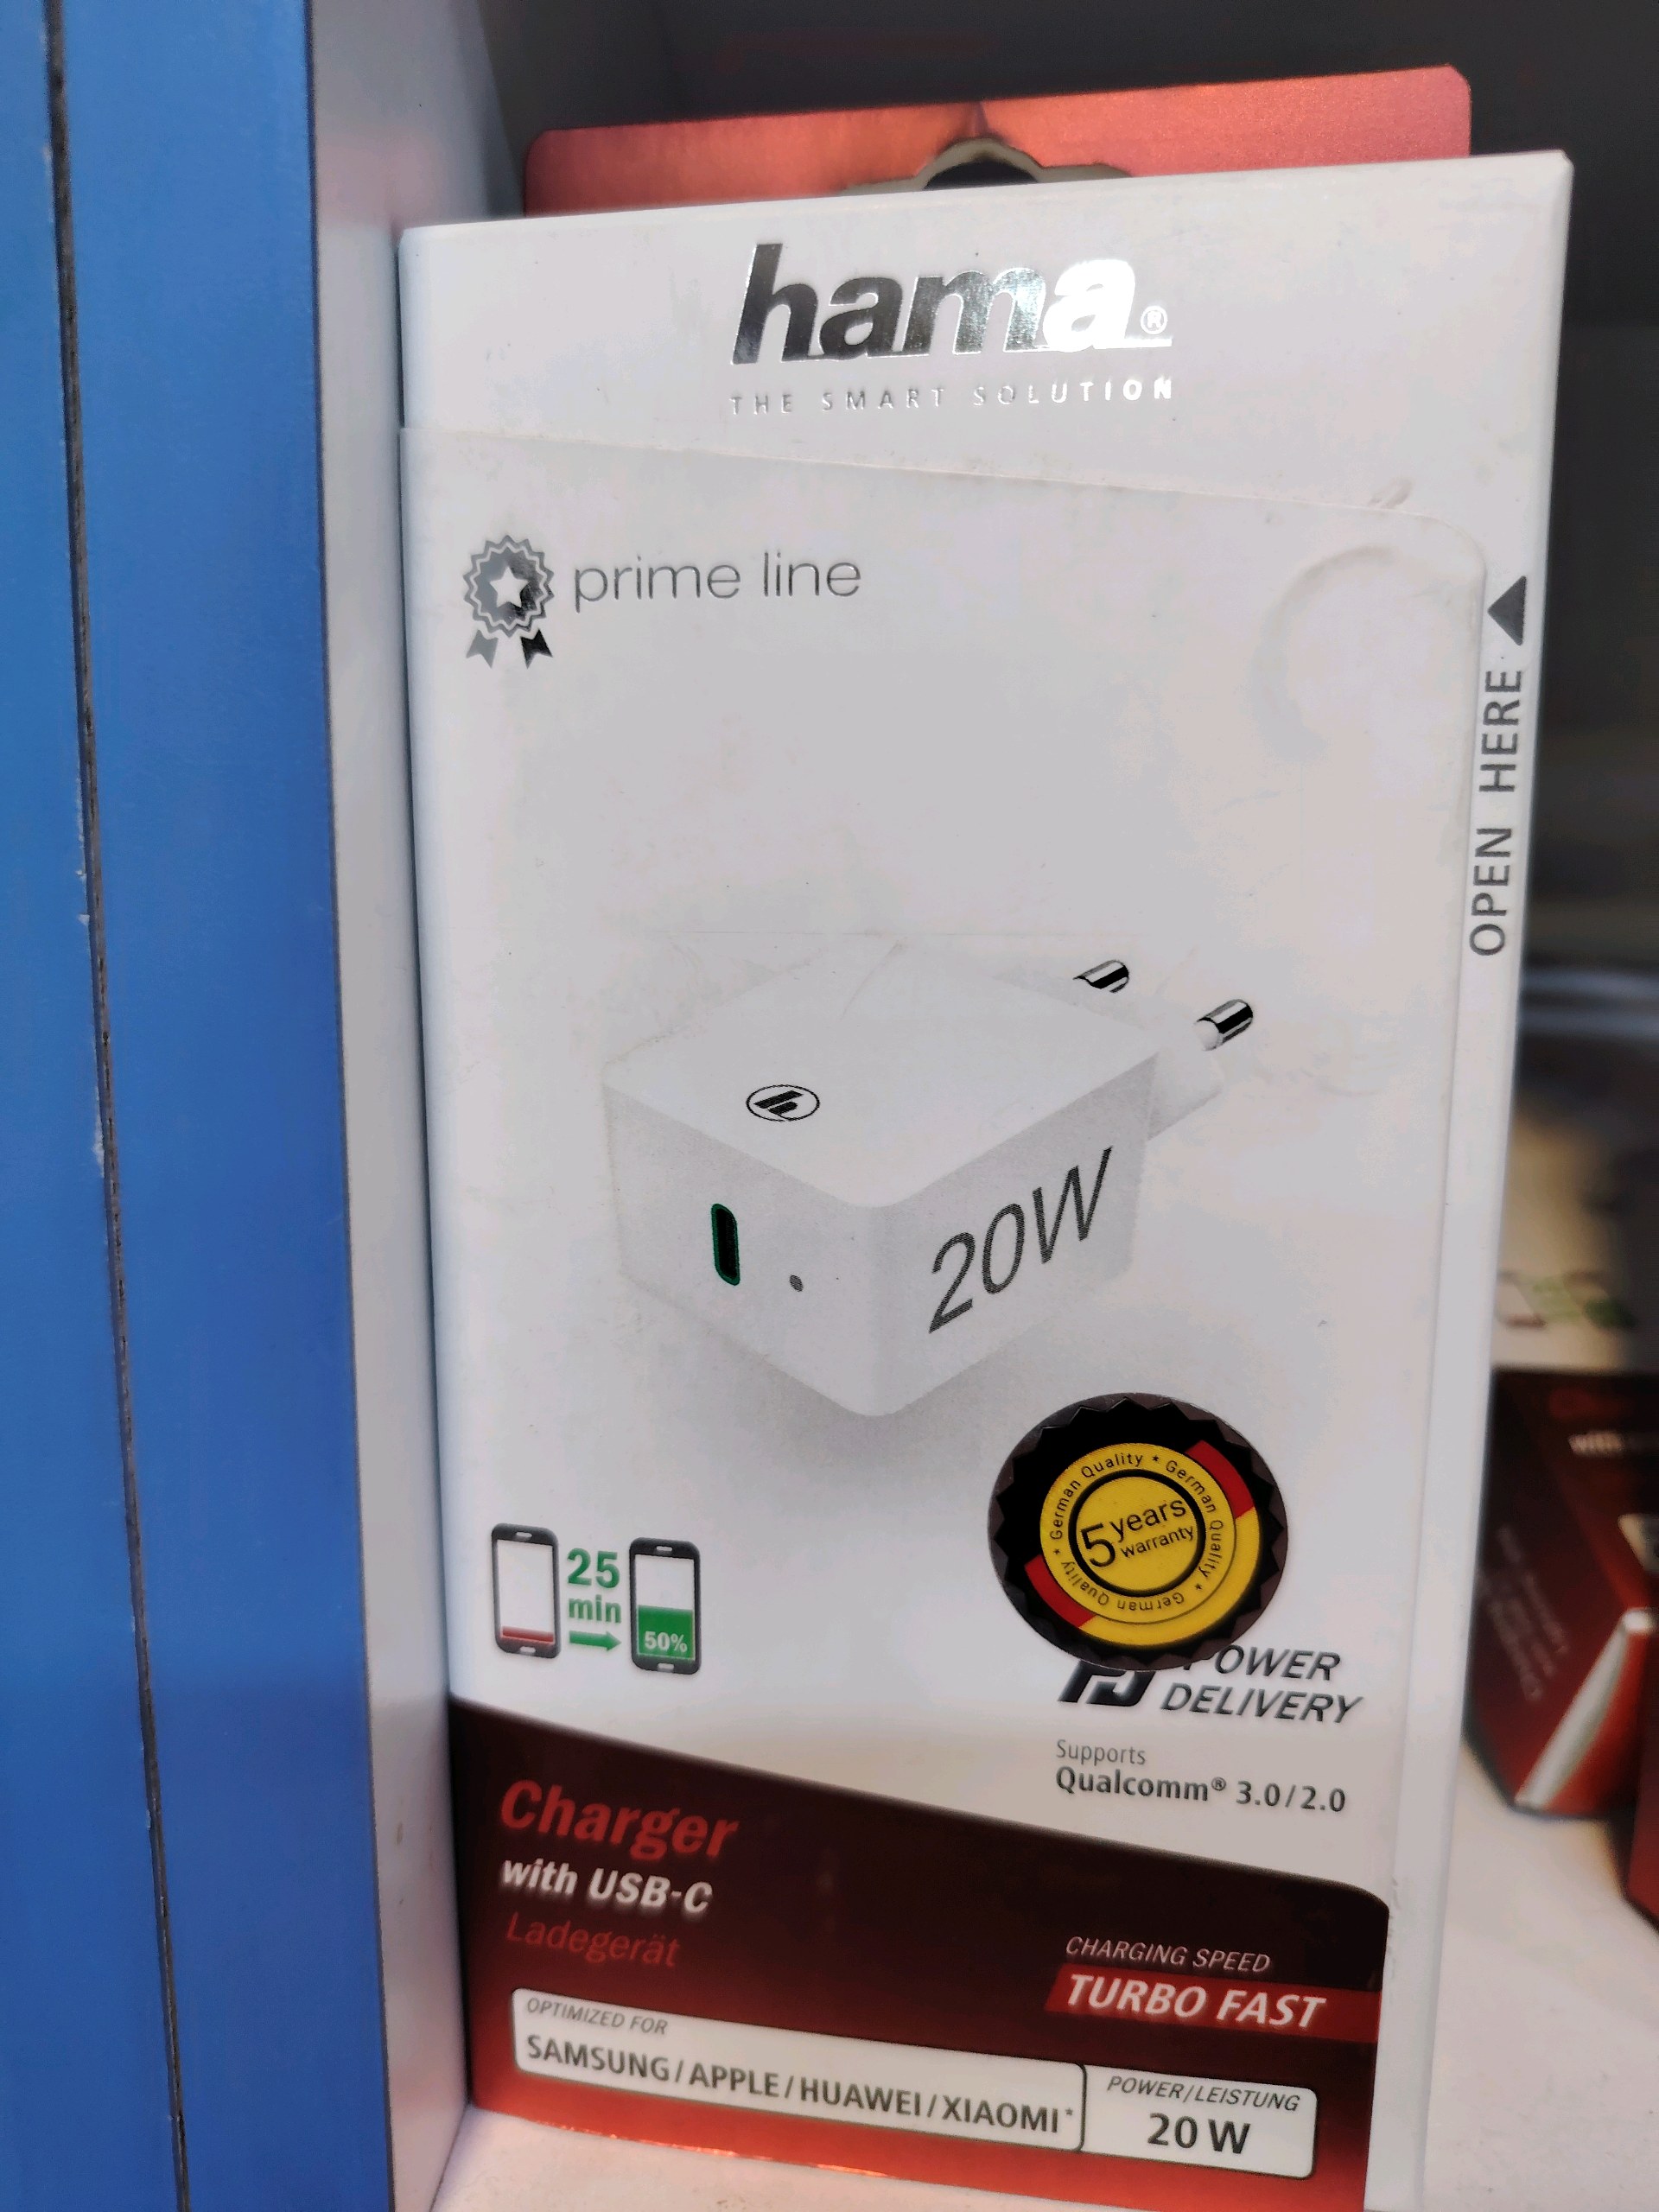 hama®
THE SMART SOLUTION
prime line
OPEN HERE
20W
German Quality * German Quality * German Quality *
5 years
warranty
25
min
50%
POWER
DELIVERY
Supports
Qualcomm® 3.0/2.0
Charger
with USB-C
Ladegerät
CHARGING SPEED
TURBO FAST
OPTIMIZED FOR
SAMSUNG/APPLE/HUAWEI/XIAOMI*
POWER/LEISTUNG
20 W
with